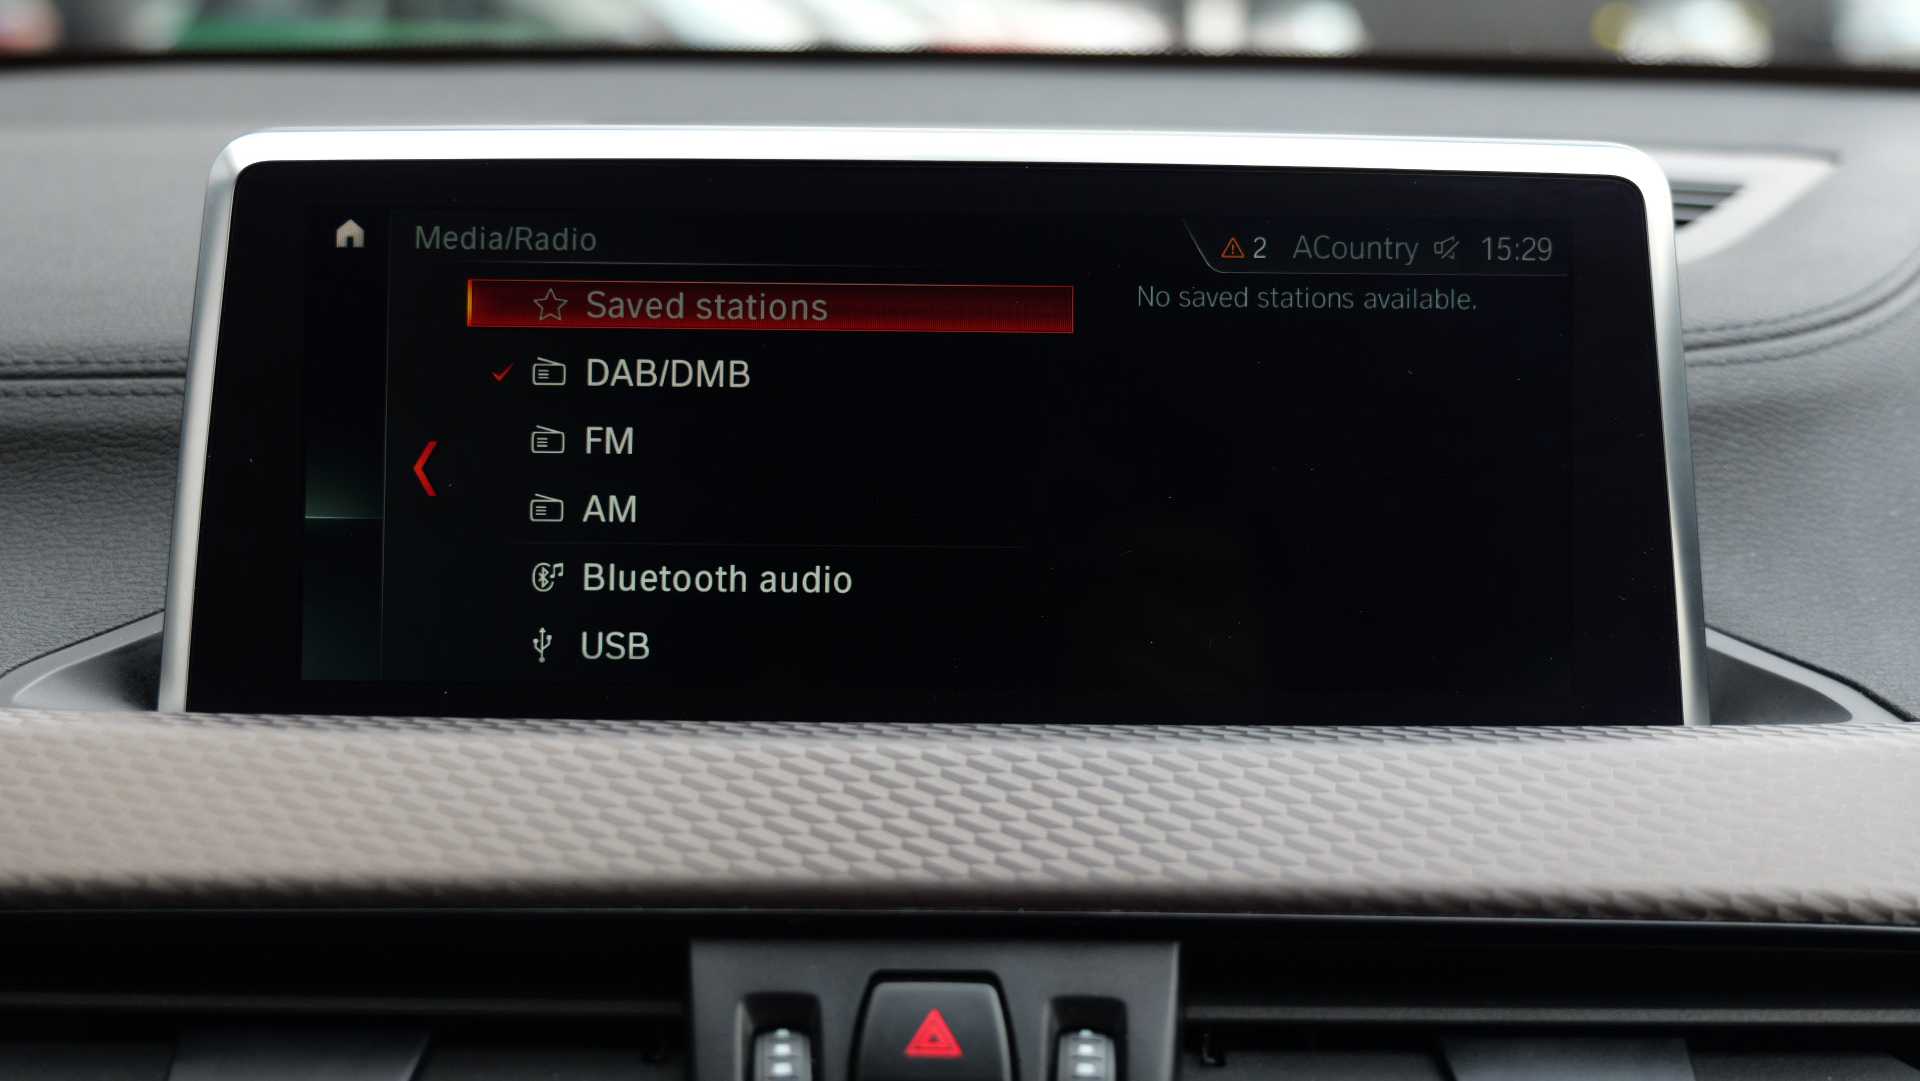 Media/Radio
2 ACountry 15:29
Saved stations
No saved stations available.
DAB/DMB
FM
AM
Bluetooth audio
USB